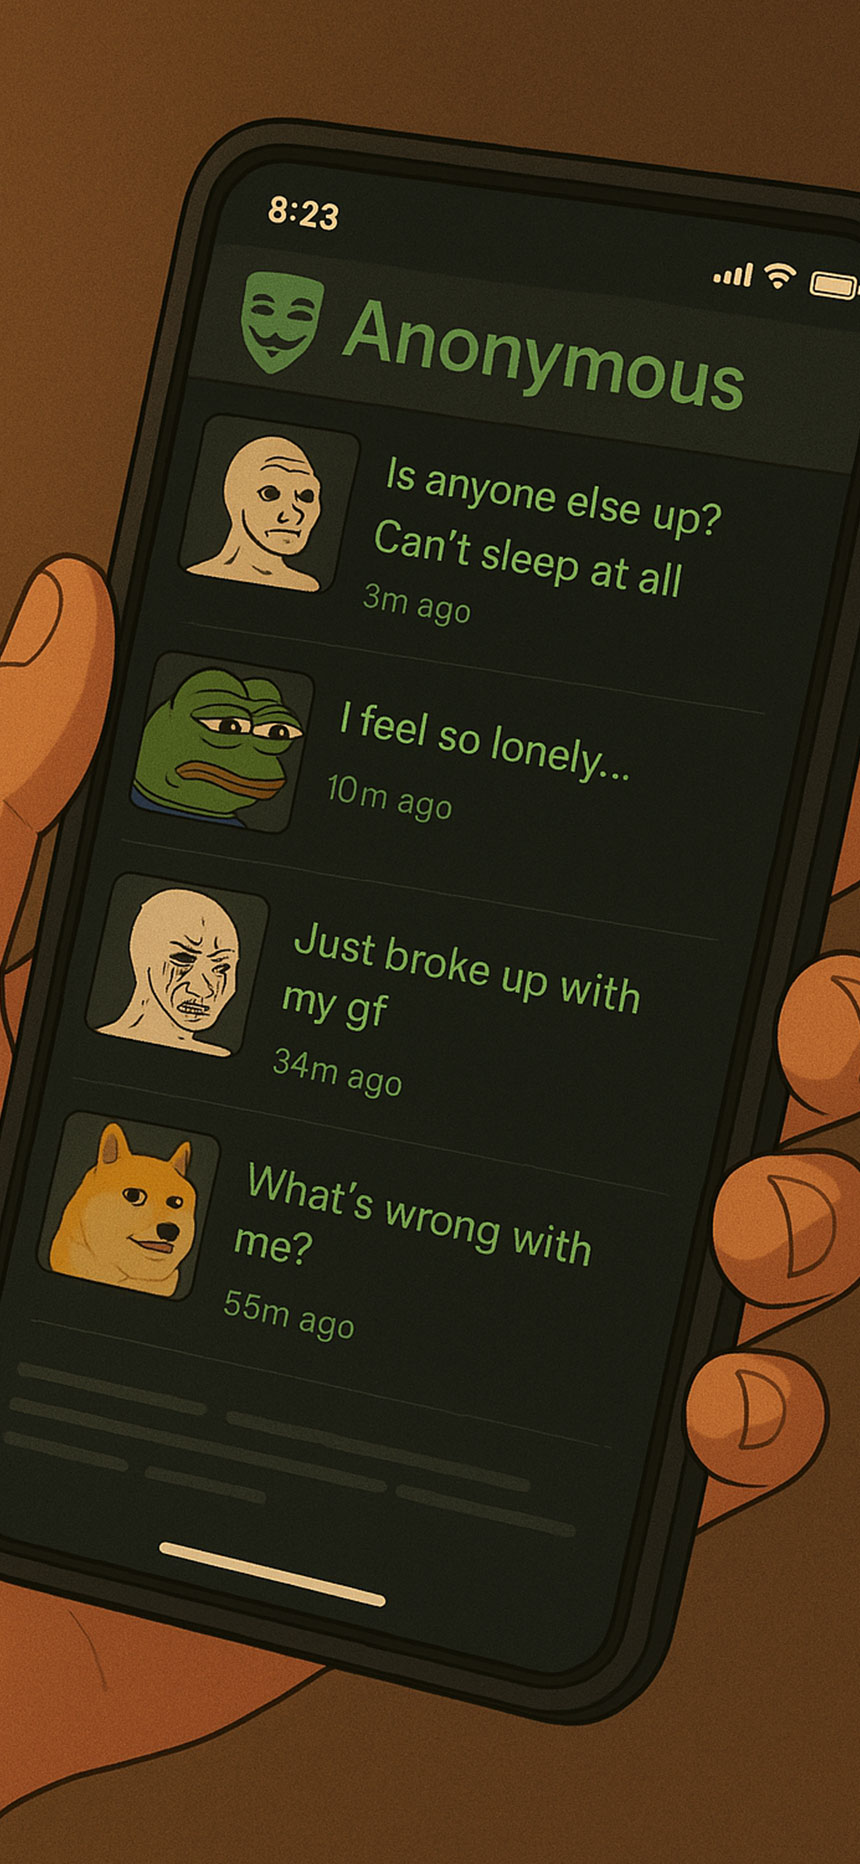 8:23
Anonymous
Is anyone else up?
Can't sleep at all
3m ago
I feel so lonely...
10m ago
Just broke up with
my gf
34m ago
What's wrong with
me?
55m ago